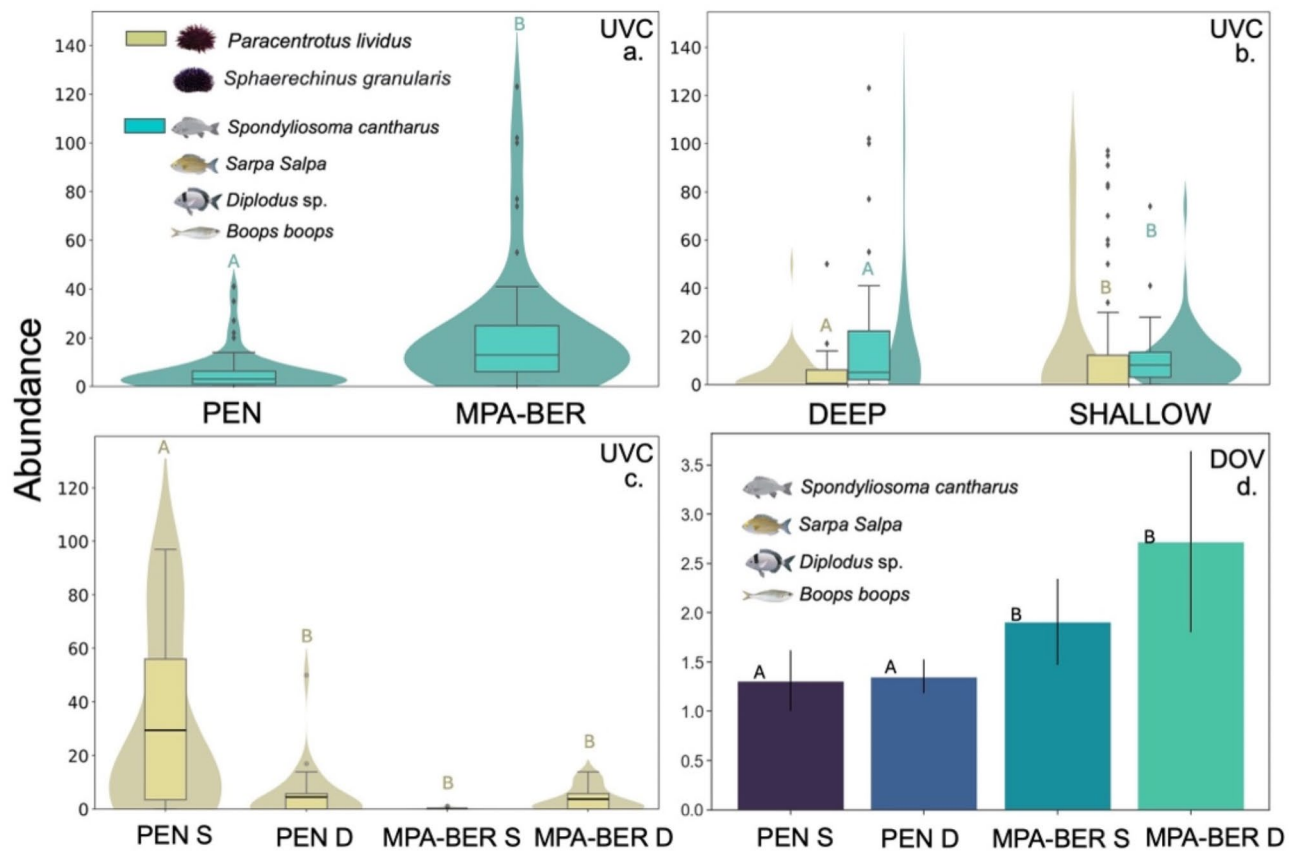 Abundance
UVC
a.
140
120
100
80
60
40
20
0
Paracentrotus lividus
Sphaerechinus granularis
Spondyliosoma cantharus
Sarpa Salpa
Diplodus sp.
Boops boops
A
B
PEN MPA-BER
UVC
b.
140
120
100
80
60
40
20
0
A
A
B
B
DEEP SHALLOW
UVC
c.
120
100
80
60
40
20
0
A
B
B
B
PEN S PEN D MPA-BER S MPA-BER D
DOV
d.
3.5
3.0
2.5
2.0
1.5
1.0
0.5
0.0
Spondyliosoma cantharus
Sarpa Salpa
Diplodus sp.
Boops boops
A
A
B
B
PEN S PEN D MPA-BER S MPA-BER D